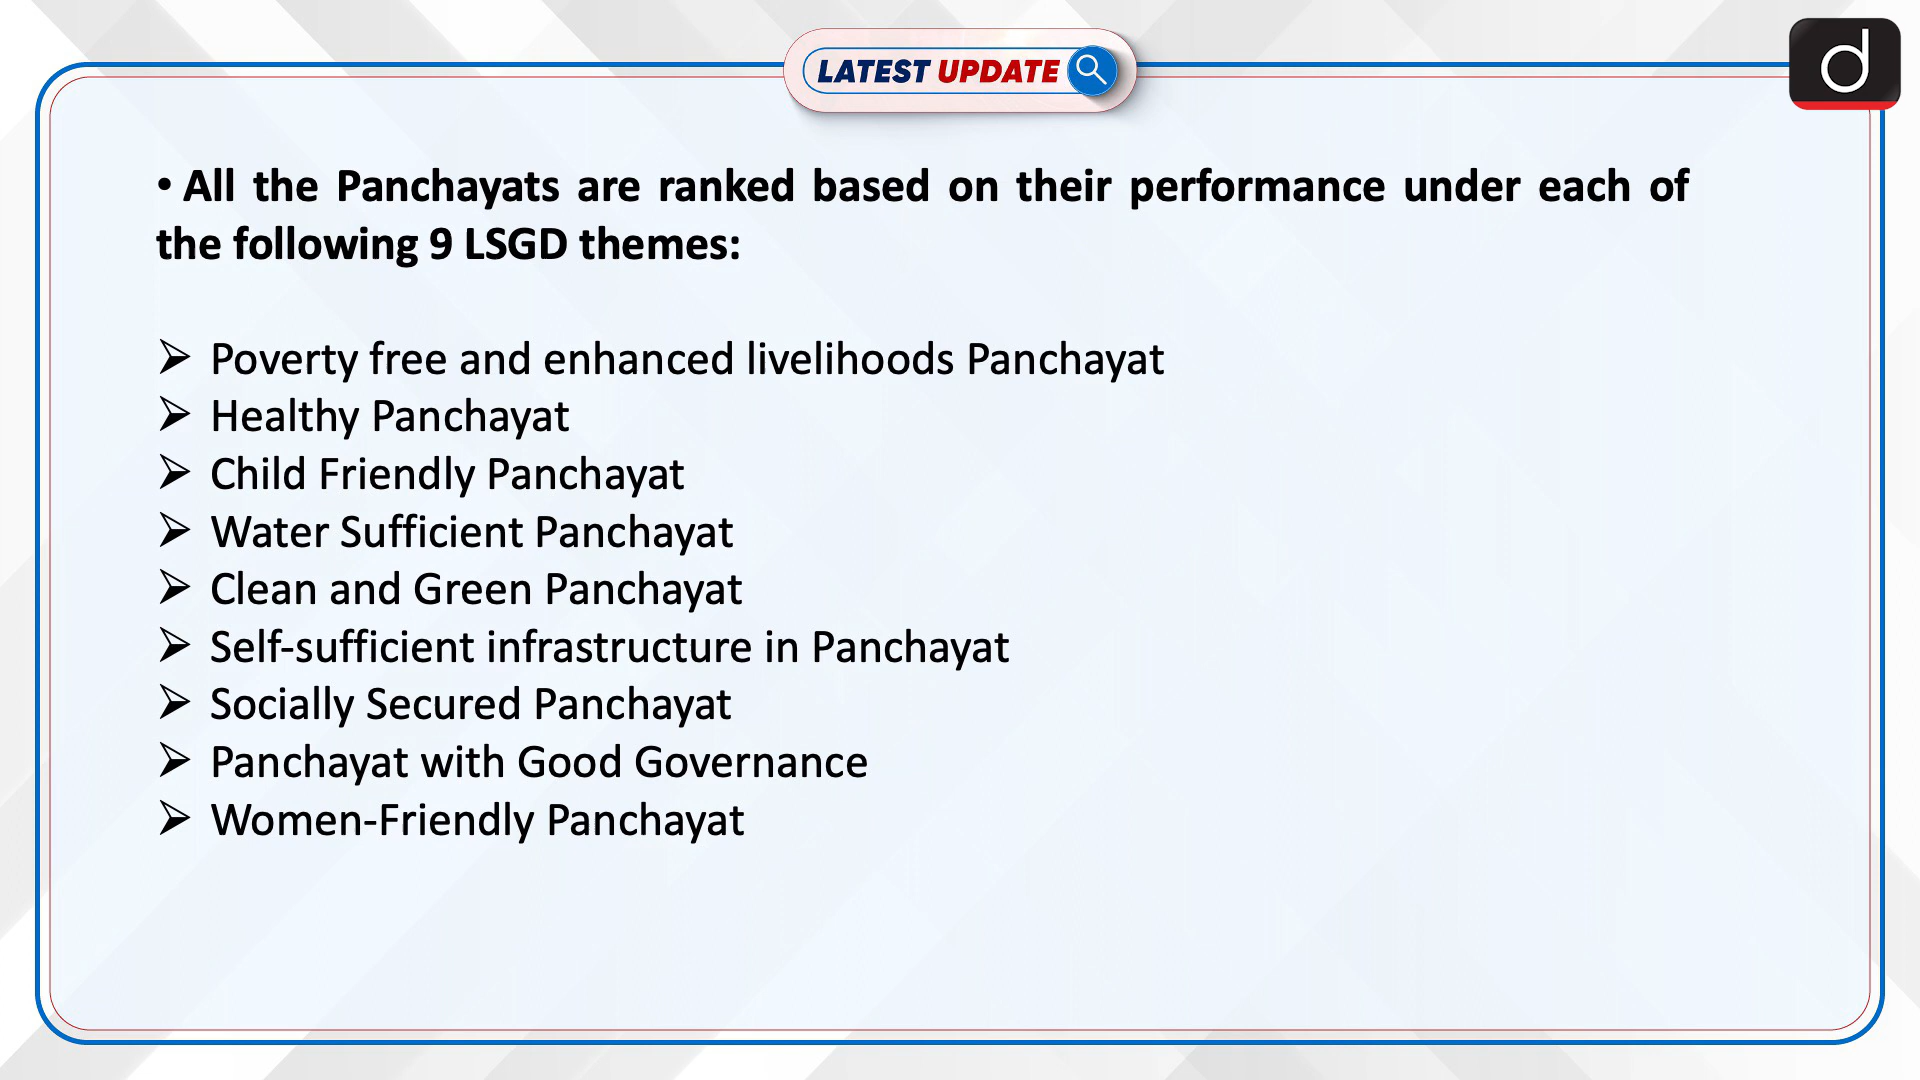 LATEST UPDATE
d
• All the Panchayats are ranked based on their performance under each of
the following 9 LSGD themes:
➢ Poverty free and enhanced livelihoods Panchayat
➢ Healthy Panchayat
➢ Child Friendly Panchayat
➢ Water Sufficient Panchayat
➢ Clean and Green Panchayat
➢ Self-sufficient infrastructure in Panchayat
➢ Socially Secured Panchayat
➢ Panchayat with Good Governance
➢ Women-Friendly Panchayat